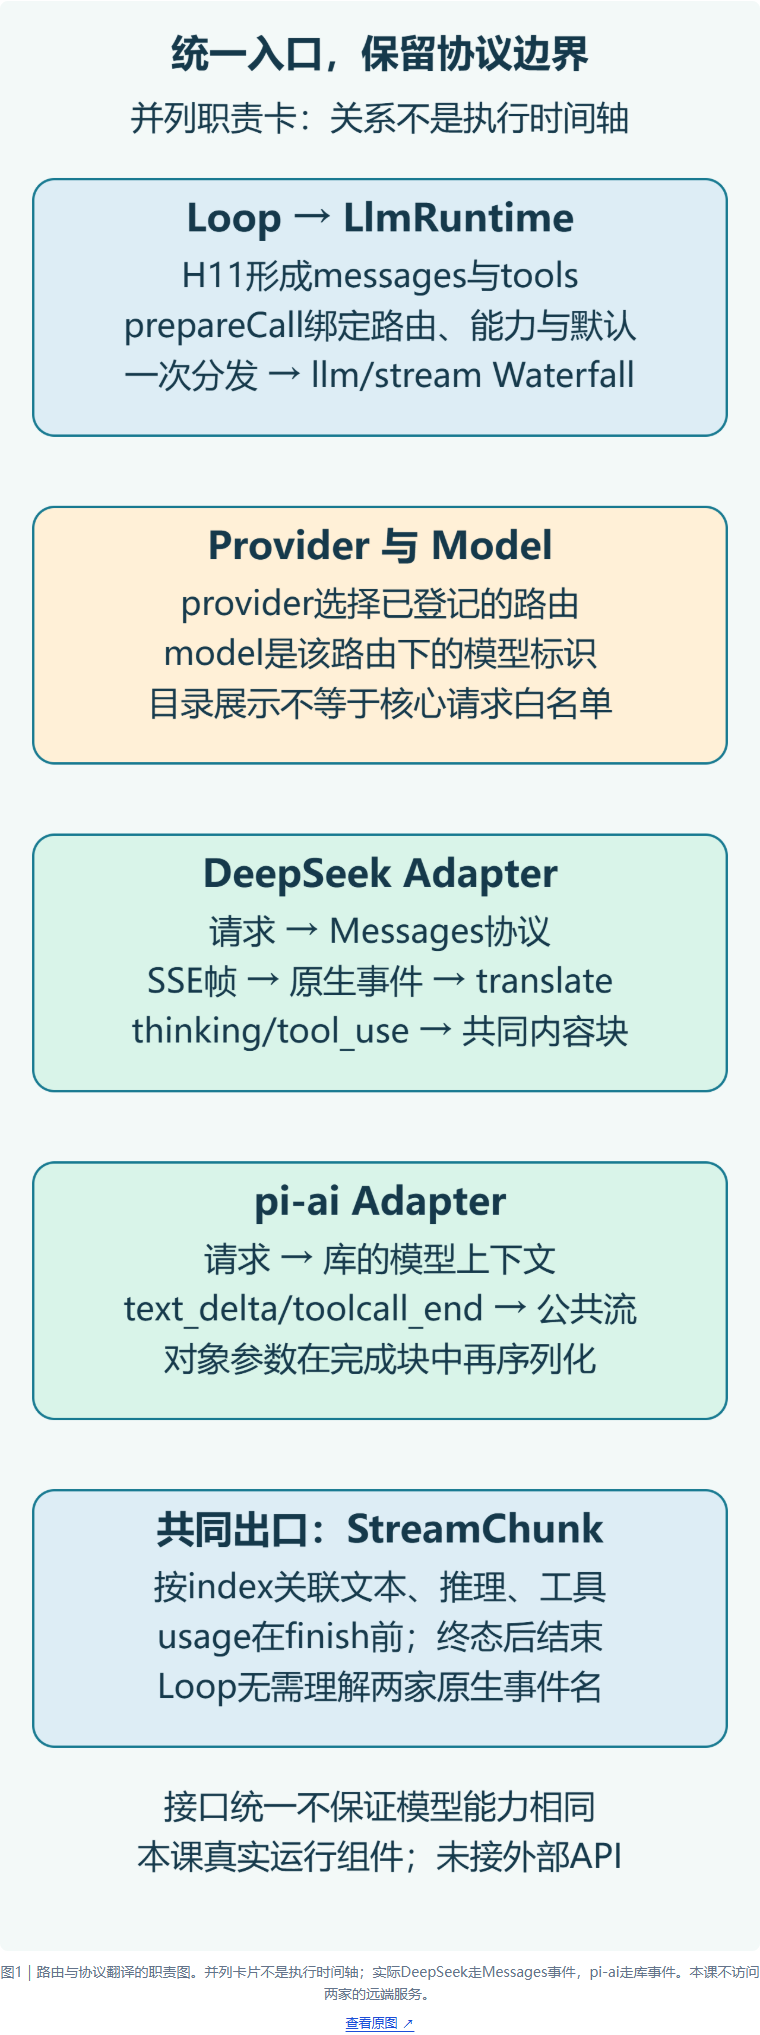 统一入口，保留协议边界
并列职责卡：关系不是执行时间轴
Loop → LlmRuntime
H11形成messages与tools
prepareCall绑定路由、能力与默认
一次分发 → llm/stream Waterfall
Provider 与 Model
provider选择已登记的路由
model是该路由下的模型标识
目录展示不等于核心请求白名单
DeepSeek Adapter
请求 → Messages协议
SSE帧 → 原生事件 → translate
thinking/tool_use → 共同内容块
pi-ai Adapter
请求 → 库的模型上下文
text_delta/toolcall_end → 公共流
对象参数在完成块中再序列化
共同出口：StreamChunk
按index关联文本、推理、工具
usage在finish前；终态后结束
Loop无需理解两家原生事件名
接口统一不保证模型能力相同
本课真实运行组件；未接外部API
图1｜路由与协议翻译的职责图。并列卡片不是执行时间轴；实际DeepSeek走Messages事件，pi-ai走库事件。本课不访问
两家的远端服务。
查看原图 ↗